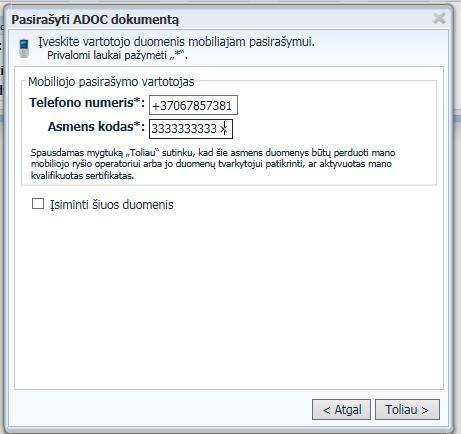 Pasirašyti ADOC dokumentą
Įveskite vartotojo duomenis mobiliajam pasirašymui.
Privalomi laukai pažymėti „*“.
Mobiliojo pasirašymo vartotojas
Telefono numeris*: +37067857381
Asmens kodas*: 3333333333
Spausdamas mygtuką „Toliau“ sutinku, kad šie asmens duomenys būtų perduoti mano
mobiliojo ryšio operatoriui arba jo duomenų tvarkytojui patikrinti, ar aktyvuotas mano
kvalifikuotas sertifikatas.
Įsiminti šiuos duomenis
< Atgal
Toliau >